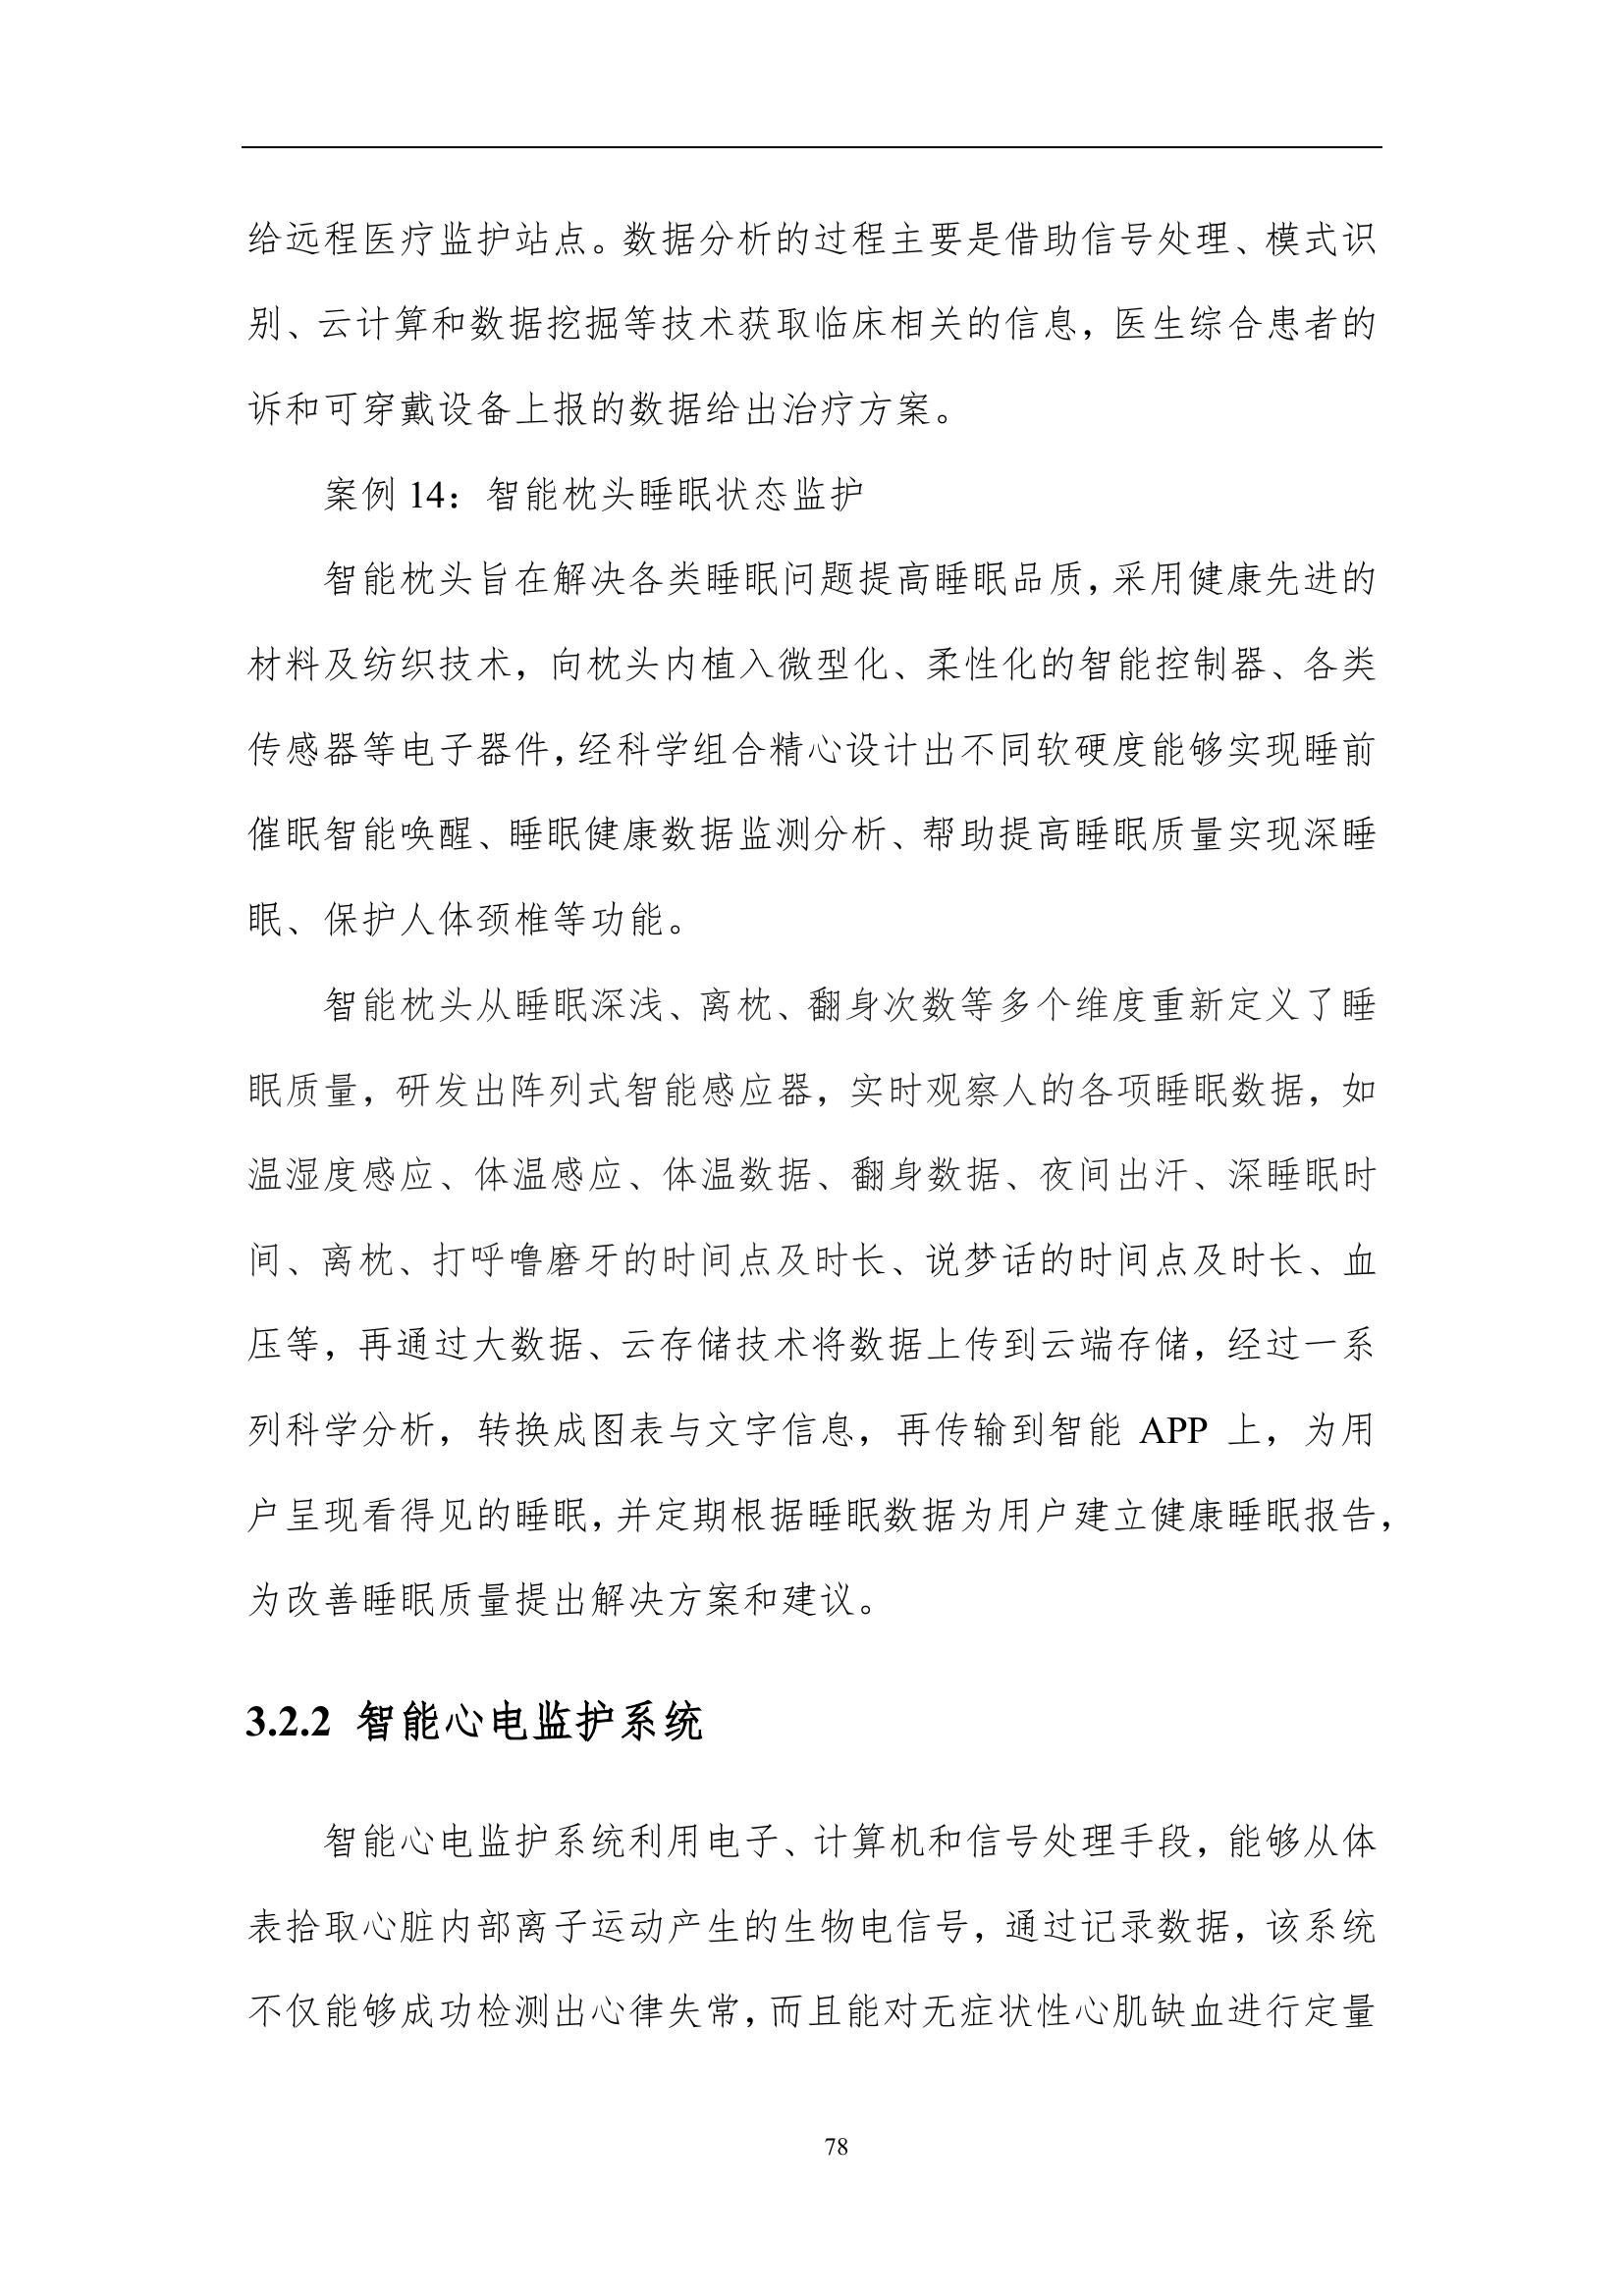 给远程医疗监护站点。数据分析的过程主要是借助信号处理、模式识
别、云计算和数据挖掘等技术获取临床相关的信息，医生综合患者的
诉和可穿戴设备上报的数据给出治疗方案。
案例 14：智能枕头睡眠状态监护
智能枕头旨在解决各类睡眠问题提高睡眠品质，采用健康先进的
材料及纺织技术，向枕头内植入微型化、柔性化的智能控制器、各类
传感器等电子器件，经科学组合精心设计出不同软硬度能够实现睡前
催眠智能唤醒、睡眠健康数据监测分析、帮助提高睡眠质量实现深睡
眠、保护人体颈椎等功能。
智能枕头从睡眠深浅、离枕、翻身次数等多个维度重新定义了睡
眠质量，研发出阵列式智能感应器，实时观察人的各项睡眠数据，如
温湿度感应、体温感应、体温数据、翻身数据、夜间出汗、深睡眠时
间、离枕、打呼噜磨牙的时间点及时长、说梦话的时间点及时长、血
压等，再通过大数据、云存储技术将数据上传到云端存储，经过一系
列科学分析，转换成图表与文字信息，再传输到智能 APP 上，为用
户呈现看得见的睡眠，并定期根据睡眠数据为用户建立健康睡眠报告，
为改善睡眠质量提出解决方案和建议。
3.2.2 智能心电监护系统
智能心电监护系统利用电子、计算机和信号处理手段，能够从体
表拾取心脏内部离子运动产生的生物电信号，通过记录数据，该系统
不仅能够成功检测出心律失常，而且能对无症状性心肌缺血进行定量
78